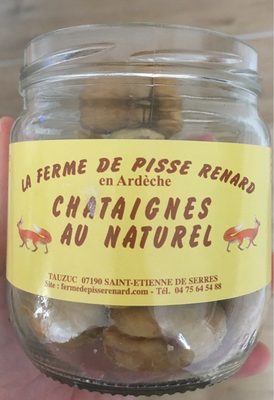 LA FERME DE PISSE RENARD
en Ardèche
CHATAIGNES
AU NATUREL
TAUZUC 07190 SAINT-ETIENNE DE SERRES
Site : fermedepisserenard.com - Tél. 04 75 64 54 88